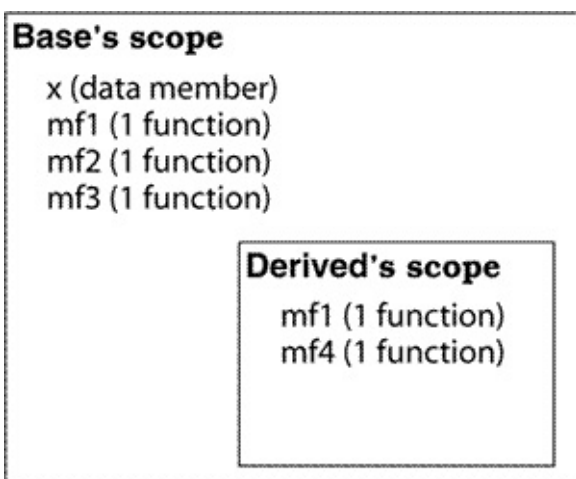 Base's scope
x (data member)
mf1 (1 function)
mf2 (1 function)
mf3 (1 function)
Derived's scope
mf1 (1 function)
mf4 (1 function)